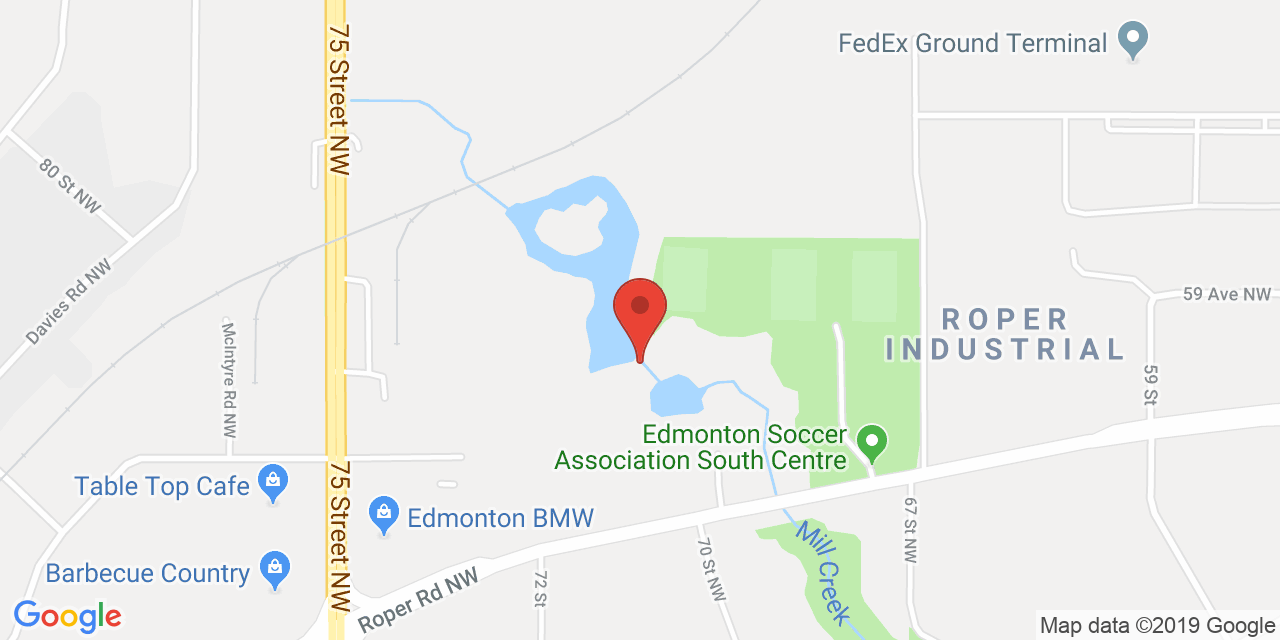 FedEx Ground Terminal
75 Street NW
80 St NW
Davies Rd NW
59 Ave NW
ROPER
INDUSTRIAL
McIntyre Rd NW
59 St
Edmonton Soccer
Association South Centre
Table Top Cafe
75 Street NW
Edmonton BMW
67 St NW
Mill Creek
70 St NW
Barbecue Country
72 St
Roper Rd NW
Google
Map data ©2019 Google